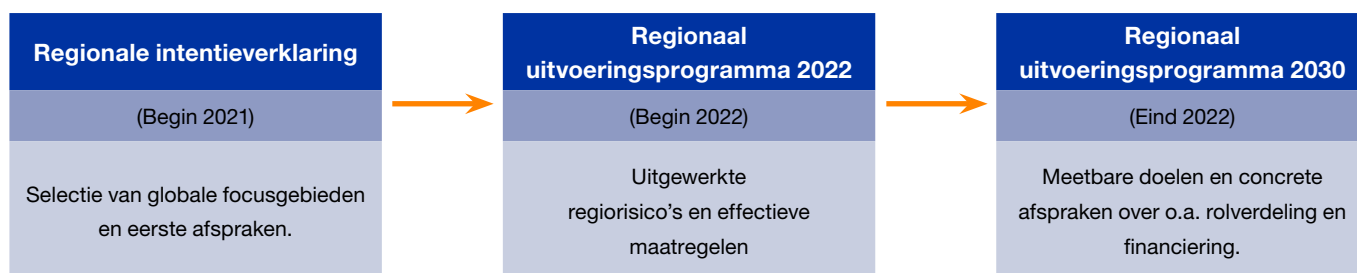 Regionale intentieverklaring
(Begin 2021)
Selectie van globale focusgebieden
en eerste afspraken.
Regionaal
uitvoeringsprogramma 2022
(Begin 2022)
Uitgewerkte
regiorisico's en effectieve
maatregelen
Regionaal
uitvoeringsprogramma 2030
(Eind 2022)
Meetbare doelen en concrete
afspraken over o.a. rolverdeling en
financiering.